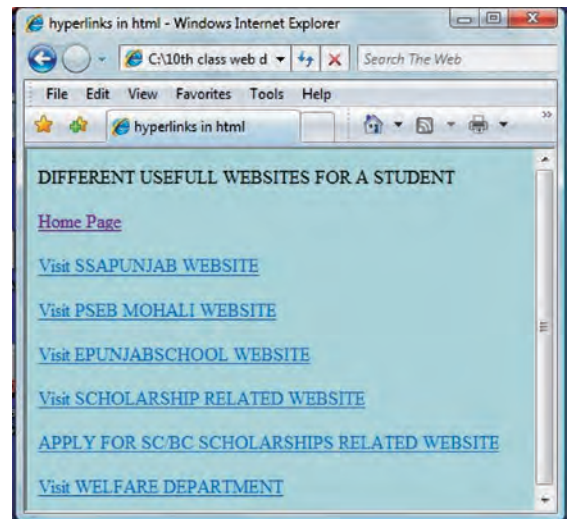 hyperlinks in html - Windows Internet Explorer
C:\10th class web d
Search The Web
File Edit View Favorites Tools Help
hyperlinks in html
DIFFERENT USEFULL WEBSITES FOR A STUDENT
Home Page
Visit SSAPUNJAB WEBSITE
Visit PSEB MOHALI WEBSITE
Visit EPUNJABSCHOOL WEBSITE
Visit SCHOLARSHIP RELATED WEBSITE
APPLY FOR SC/BC SCHOLARSHIPS RELATED WEBSITE
Visit WELFARE DEPARTMENT